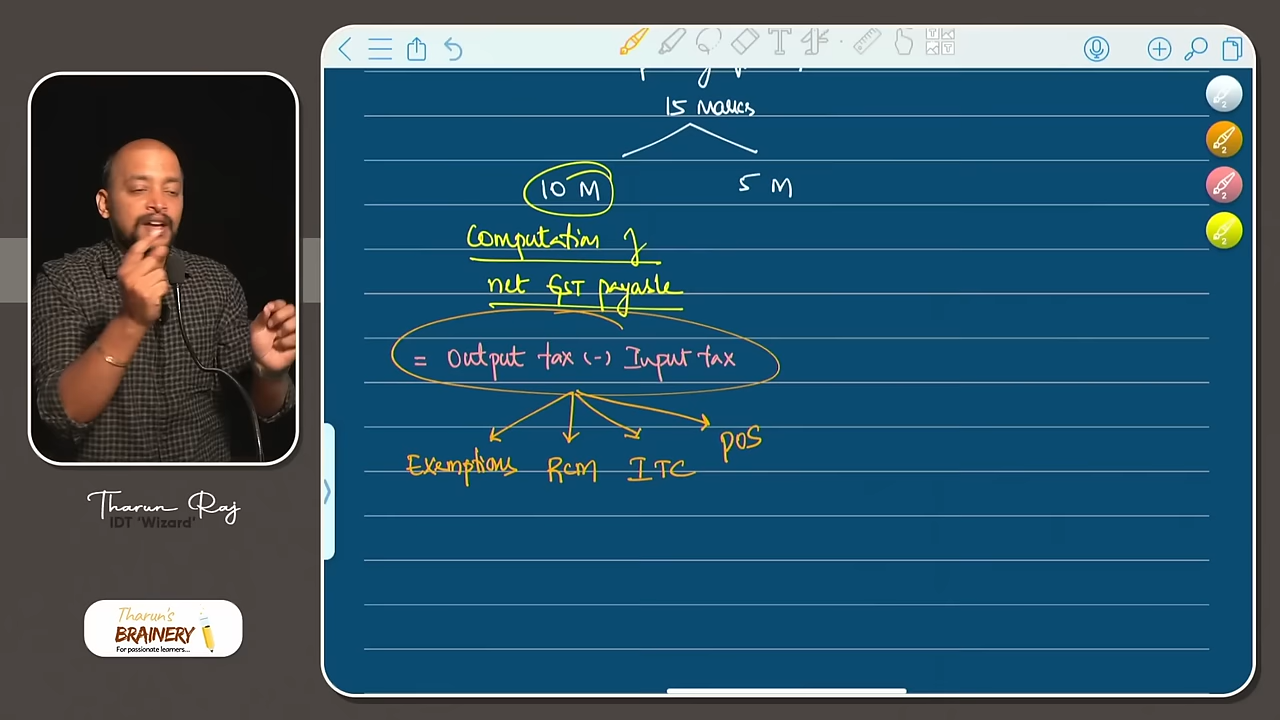 15 Marks
10 M
5 M
Computation of
net GST payable
= Output tax (-) Input tax
Exemptions RCM ITC POS
Tharun Raj
IDT 'Wizard'
Tharun's
BRAINERY
For passionate learners...